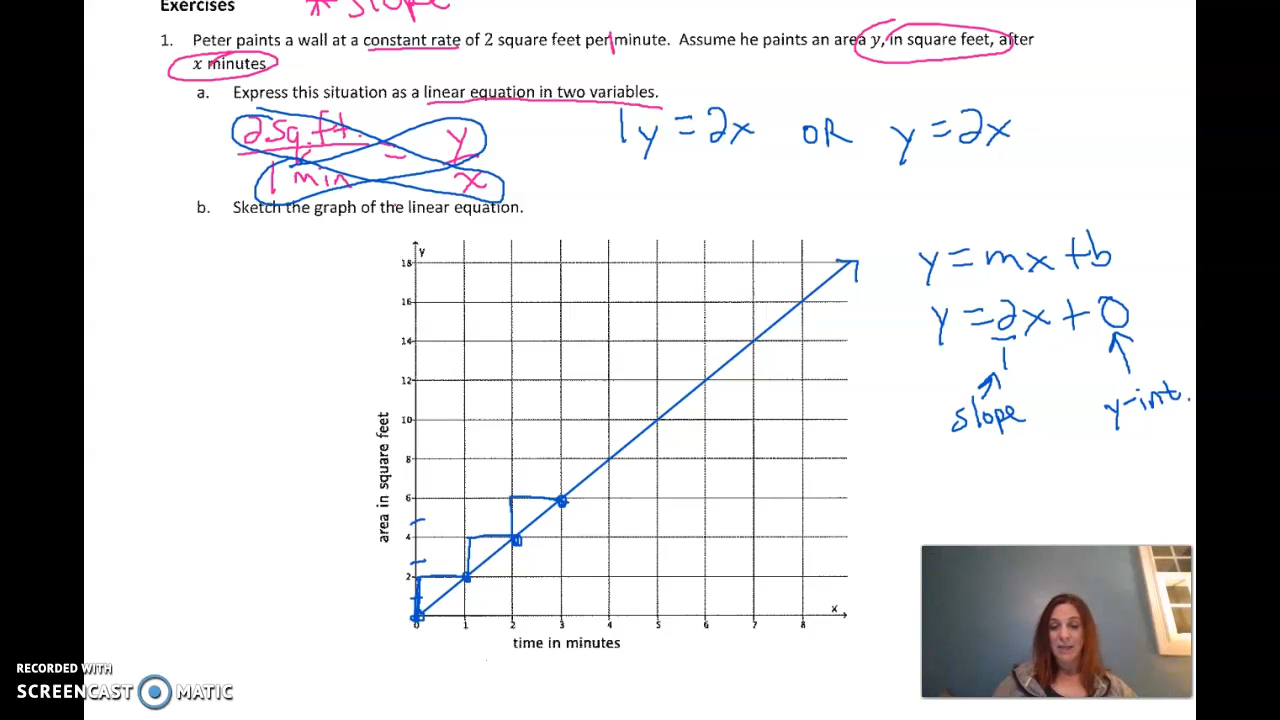 Exercises
* slope
1. Peter paints a wall at a constant rate of 2 square feet per minute. Assume he paints an area y, in square feet, after
x minutes.
a. Express this situation as a linear equation in two variables.
2 sq. ft. = y
1 min x
1y = 2x OR y = 2x
b. Sketch the graph of the linear equation.
y = mx + b
y = 2x + 0
1
slope
y-int.
y
18
16
14
12
10
8
6
4
2
0 1 2 3 4 5 6 7 8
x
area in square feet
time in minutes
RECORDED WITH
SCREENCAST MATIC